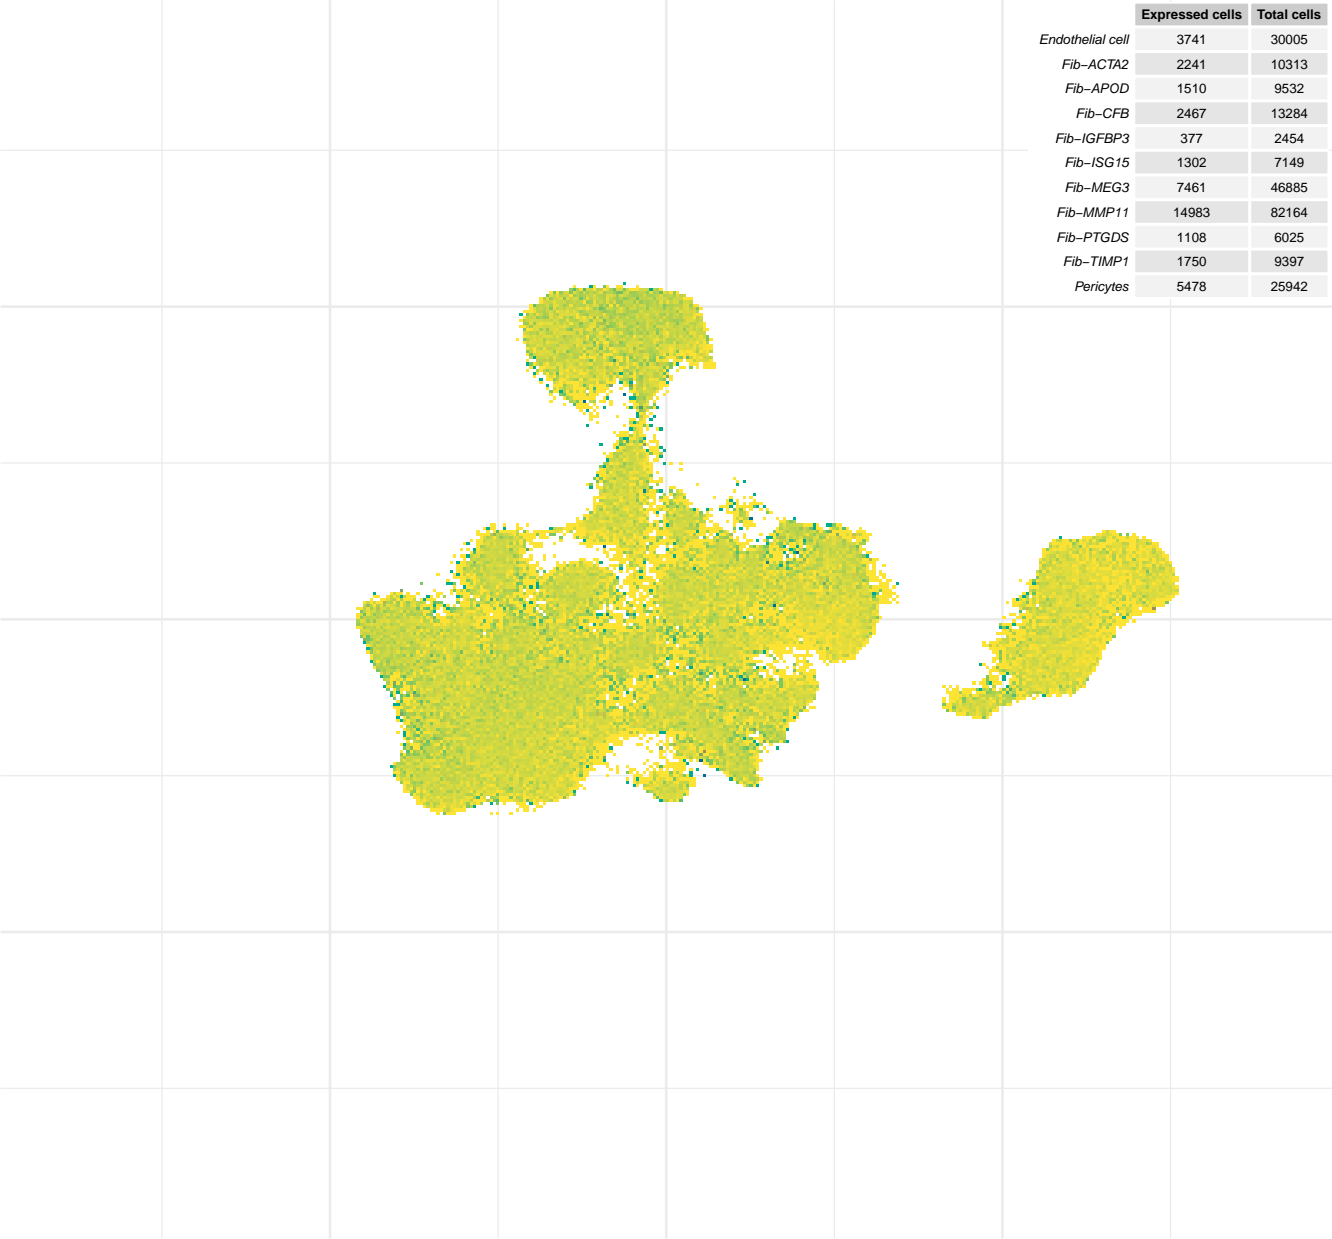 Expressed cells Total cells
Endothelial cell 3741 30005
Fib−ACTA2 2241 10313
Fib−APOD 1510 9532
Fib−CFB 2467 13284
Fib−IGFBP3 377 2454
Fib−ISG15 1302 7149
Fib−MEG3 7461 46885
Fib−MMP11 14983 82164
Fib−PTGDS 1108 6025
Fib−TIMP1 1750 9397
Pericytes 5478 25942